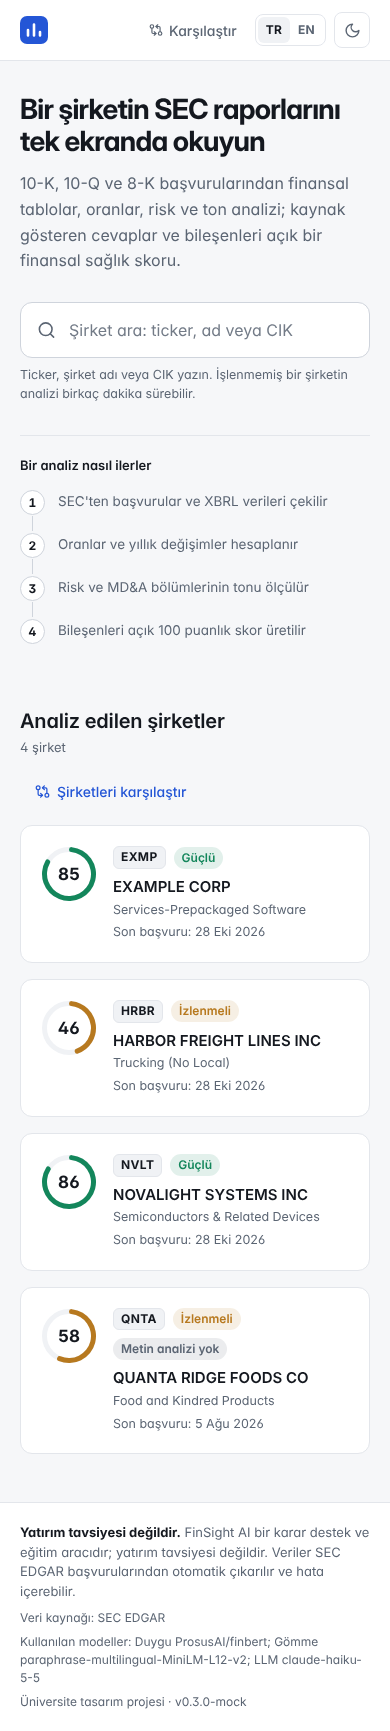 Karşılaştır
TR EN
Bir şirketin SEC raporlarını
tek ekranda okuyun
10-K, 10-Q ve 8-K başvurularından finansal
tablolar, oranlar, risk ve ton analizi; kaynak
gösteren cevaplar ve bileşenleri açık bir
finansal sağlık skoru.
Şirket ara: ticker, ad veya CIK
Ticker, şirket adı veya CIK yazın. İşlenmemiş bir şirketin
analizi birkaç dakika sürebilir.
Bir analiz nasıl ilerler
1 SEC'ten başvurular ve XBRL verileri çekilir
2 Oranlar ve yıllık değişimler hesaplanır
3 Risk ve MD&A bölümlerinin tonu ölçülür
4 Bileşenleri açık 100 puanlık skor üretilir
Analiz edilen şirketler
4 şirket
Şirketleri karşılaştır
85
EXMP Güçlü
EXAMPLE CORP
Services-Prepackaged Software
Son başvuru: 28 Eki 2026
46
HRBR İzlenmeli
HARBOR FREIGHT LINES INC
Trucking (No Local)
Son başvuru: 28 Eki 2026
86
NVLT Güçlü
NOVALIGHT SYSTEMS INC
Semiconductors & Related Devices
Son başvuru: 28 Eki 2026
58
QNTA İzlenmeli
Metin analizi yok
QUANTA RIDGE FOODS CO
Food and Kindred Products
Son başvuru: 5 Ağu 2026
Yatırım tavsiyesi değildir. FinSight AI bir karar destek ve
eğitim aracıdır; yatırım tavsiyesi değildir. Veriler SEC
EDGAR başvurularından otomatik çıkarılır ve hata
içerebilir.
Veri kaynağı: SEC EDGAR
Kullanılan modeller: Duygu ProsusAI/finbert; Gömme
paraphrase-multilingual-MiniLM-L12-v2; LLM claude-haiku-
5-5
Üniversite tasarım projesi · v0.3.0-mock